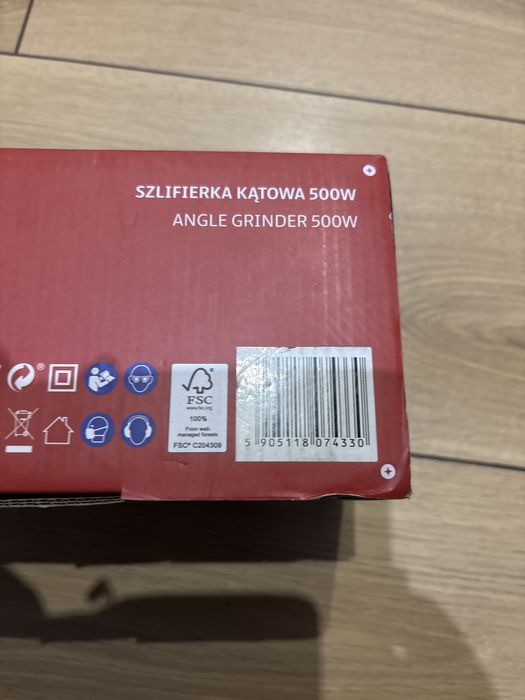 SZLIFIERKA KĄTOWA 500W
ANGLE GRINDER 500W
®
FSC
www.fsc.org
100%
From well-
managed forests
FSC® C204309
5 905118 074330